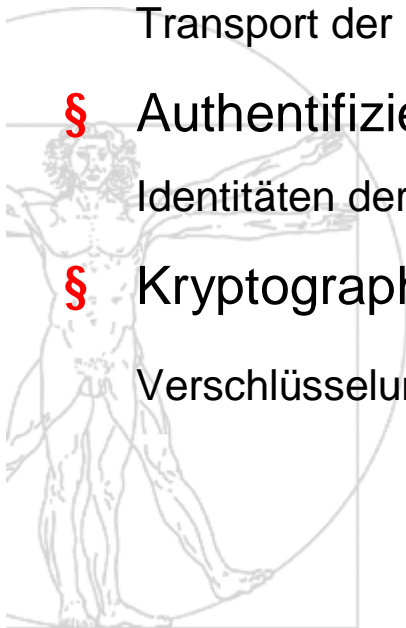 Transport der
§ Authentifizie
Identitäten der
§ Kryptograph
Verschlüsselun